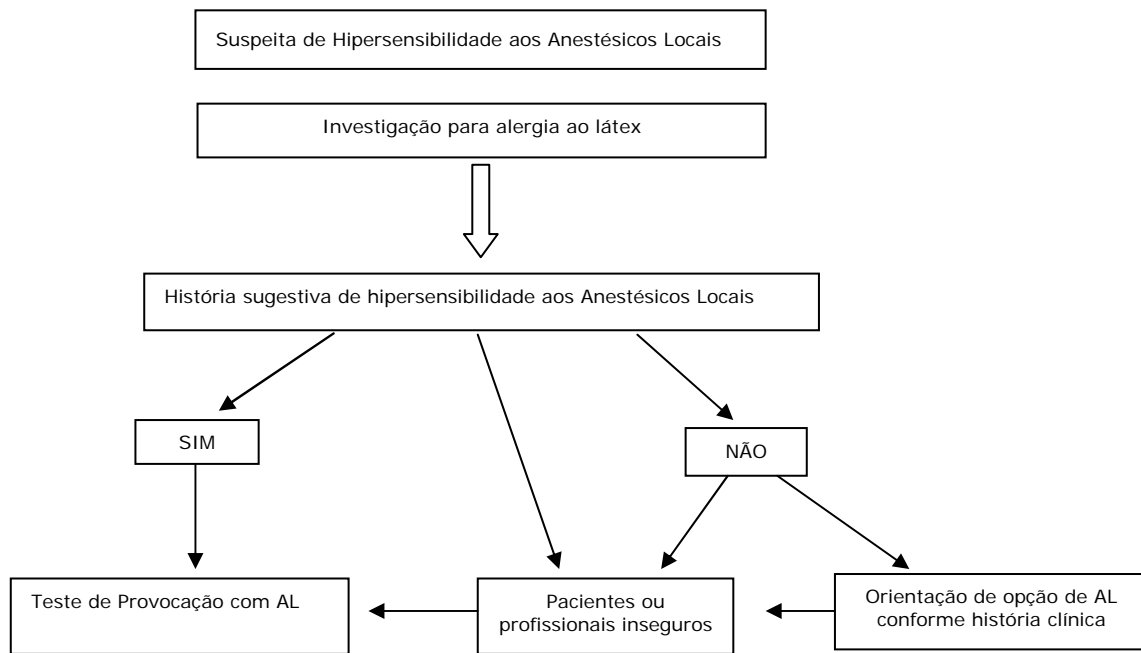 Suspeita de Hipersensibilidade aos Anestésicos Locais
Investigação para alergia ao látex
História sugestiva de hipersensibilidade aos Anestésicos Locais
SIM
NÃO
Teste de Provocação com AL
Pacientes ou
profissionais inseguros
Orientação de opção de AL
conforme história clínica